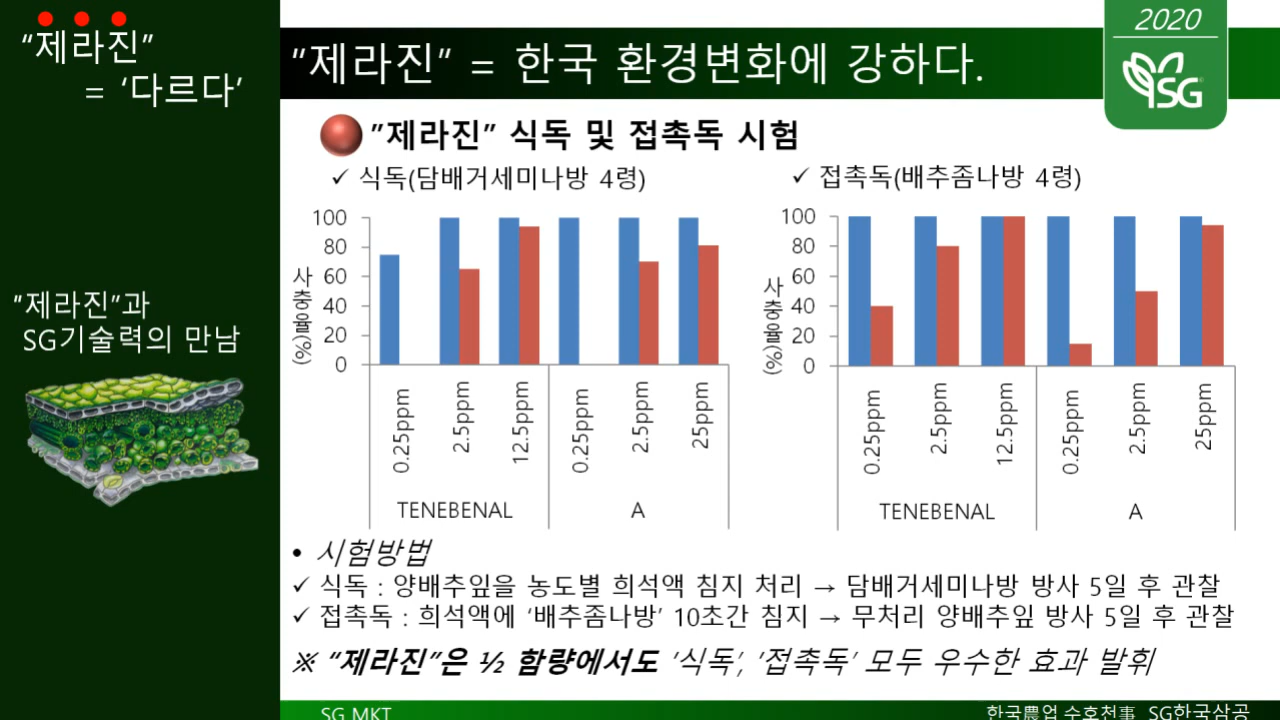 “제라진”
= ‘다르다’
“제라진” = 한국 환경변화에 강하다.
2020
SG
”제라진” 식독 및 접촉독 시험
✓ 식독(담배거세미나방 4령)
100
80
60
40
20
0
사충율(%)
0.25ppm
2.5ppm
12.5ppm
0.25ppm
2.5ppm
25ppm
TENEBENAL
A
✓ 접촉독(배추좀나방 4령)
100
80
60
40
20
0
사충율(%)
0.25ppm
2.5ppm
12.5ppm
0.25ppm
2.5ppm
25ppm
TENEBENAL
A
“제라진”과
SG기술력의 만남
• 시험방법
✓ 식독 : 양배추잎을 농도별 희석액 침지 처리 → 담배거세미나방 방사 5일 후 관찰
✓ 접촉독 : 희석액에 ‘배추좀나방’ 10초간 침지 → 무처리 양배추잎 방사 5일 후 관찰
※ “제라진”은 ½ 함량에서도 ‘식독’, ‘접촉독’ 모두 우수한 효과 발휘
SG MKT
한국農업 수호천事 SG한국삼공